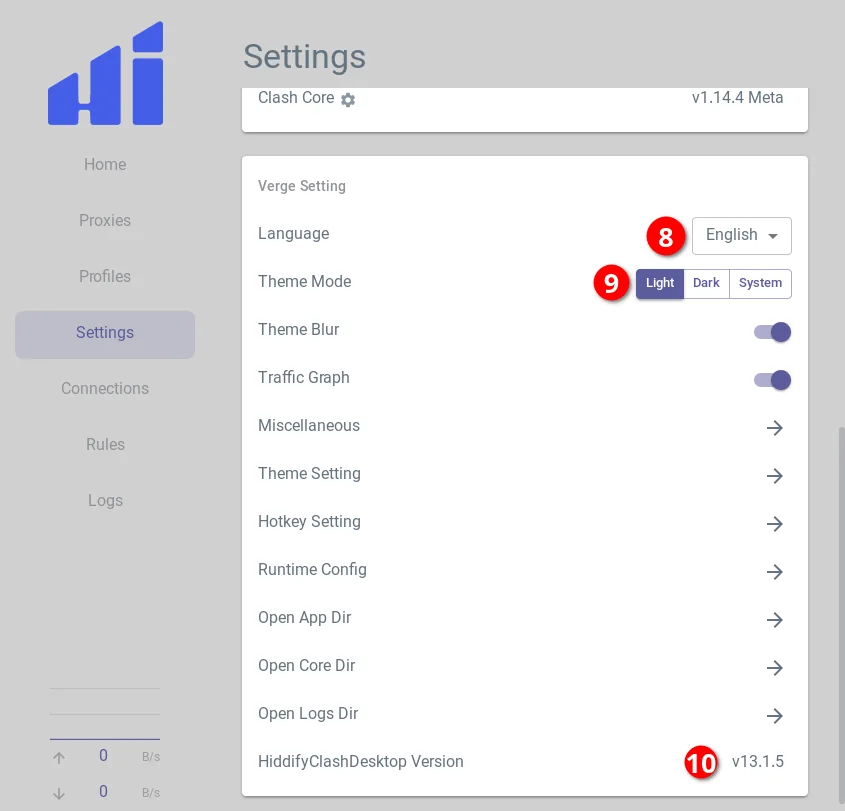 Hi
Home
Proxies
Profiles
Settings
Connections
Rules
Logs
0 B/s
0 B/s
Settings
Clash Core v1.14.4 Meta
Verge Setting
Language 8 English
Theme Mode 9 Light Dark System
Theme Blur
Traffic Graph
Miscellaneous
Theme Setting
Hotkey Setting
Runtime Config
Open App Dir
Open Core Dir
Open Logs Dir
HiddifyClashDesktop Version 10 v13.1.5